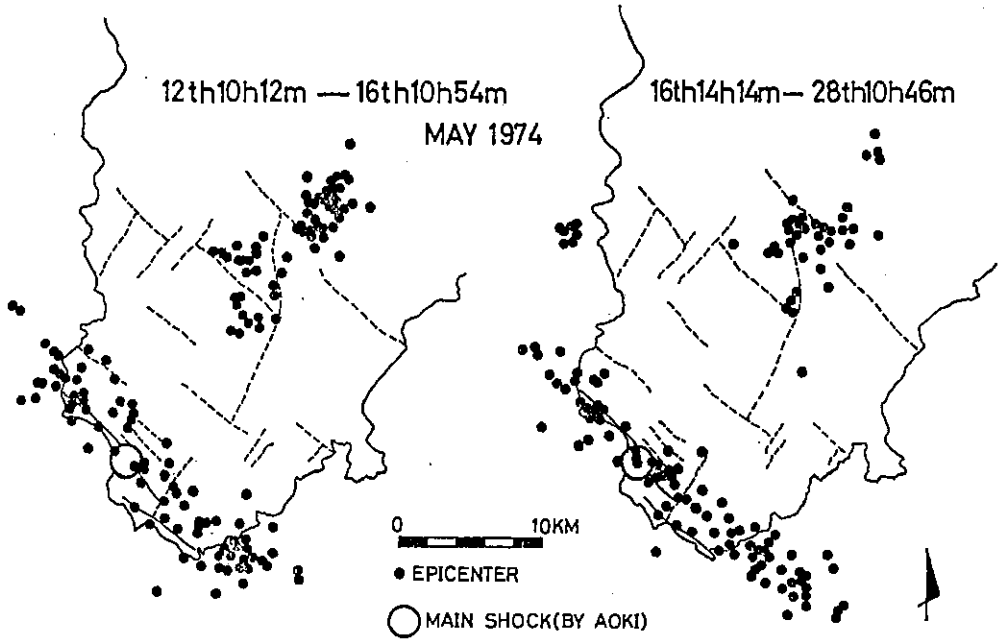 12th10h12m — 16th10h54m
16th14h14m — 28th10h46m
MAY 1974
0 10KM
EPICENTER
MAIN SHOCK(BY AOKI)